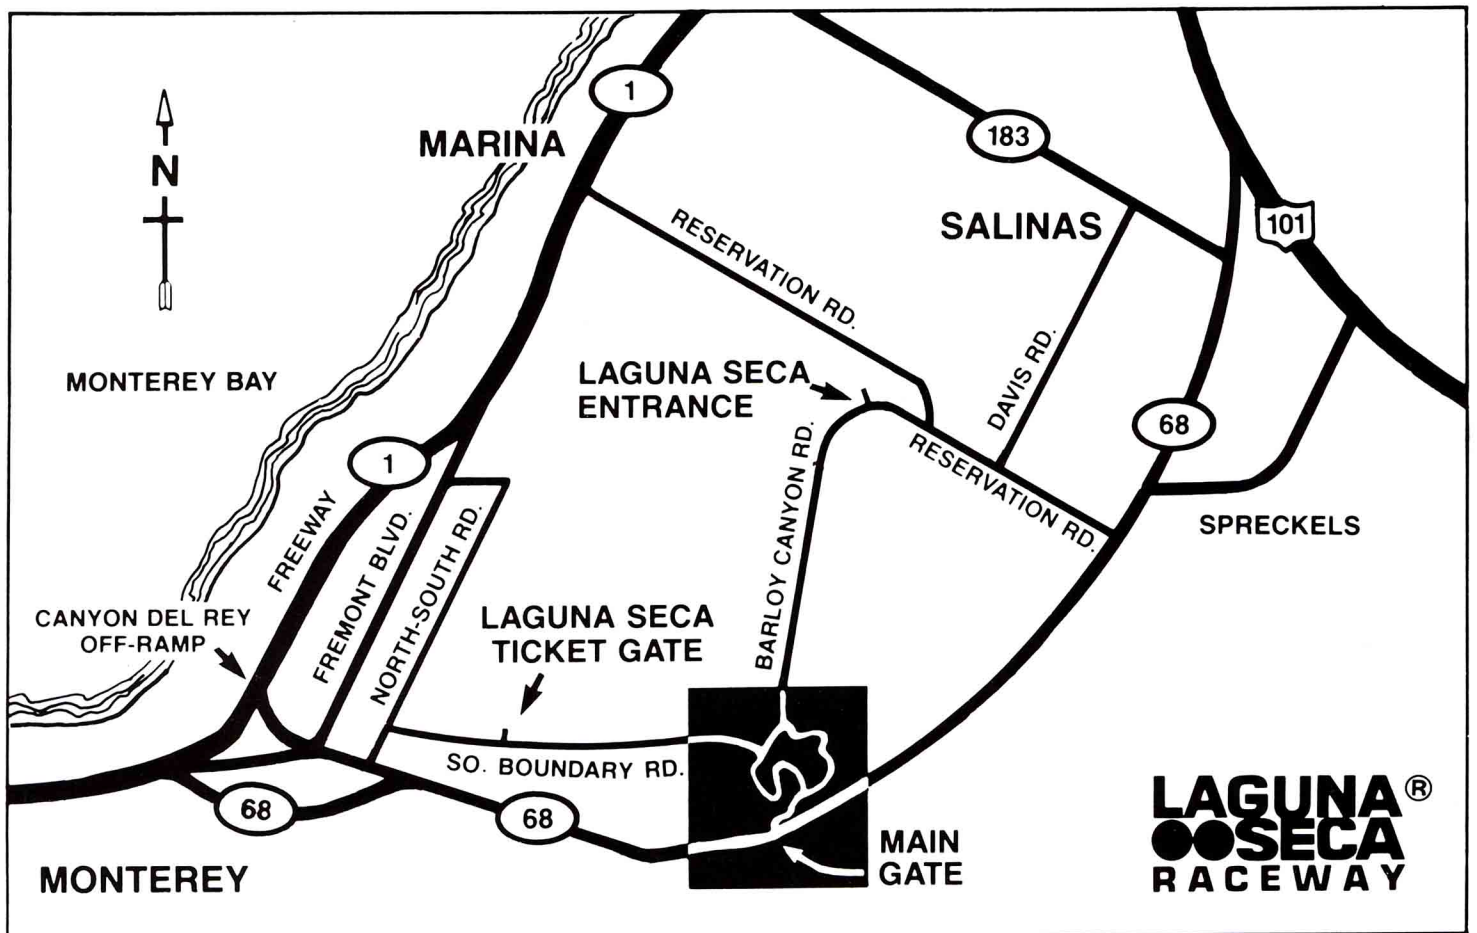 1
183
MARINA
N
RESERVATION RD.
SALINAS
101
MONTEREY BAY
LAGUNA SECA
ENTRANCE
DAVIS RD.
68
1
RESERVATION RD.
BARLOY CANYON RD.
SPRECKELS
FREEWAY
FREMONT BLVD.
NORTH-SOUTH RD.
CANYON DEL REY
OFF-RAMP
LAGUNA SECA
TICKET GATE
SO. BOUNDARY RD.
68
68
MAIN
GATE
MONTEREY
LAGUNA®
SECA
RACEWAY